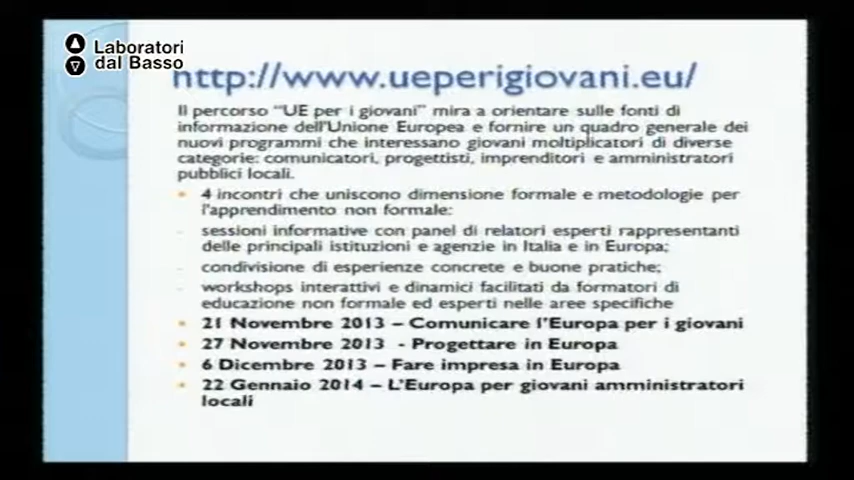 Laboratori
dal Basso
http://www.ueperigiovani.eu/
Il percorso "UE per i giovani" mira a orientare sulle fonti di
informazione dell'Unione Europea e fornire un quadro generale dei
nuovi programmi che interessano giovani moltiplicatori di diverse
categorie: comunicatori, progettisti, imprenditori e amministratori
pubblici locali.
• 4 incontri che uniscono dimensione formale e metodologie per
l'apprendimento non formale:
- sessioni informative con panel di relatori esperti rappresentanti
delle principali istituzioni e agenzie in Italia e in Europa;
- condivisione di esperienze concrete e buone pratiche;
- workshops interattivi e dinamici facilitati da formatori di
educazione non formale ed esperti nelle aree specifiche
• 21 Novembre 2013 – Comunicare l'Europa per i giovani
• 27 Novembre 2013 - Progettare in Europa
• 6 Dicembre 2013 – Fare impresa in Europa
• 22 Gennaio 2014 – L'Europa per giovani amministratori
locali